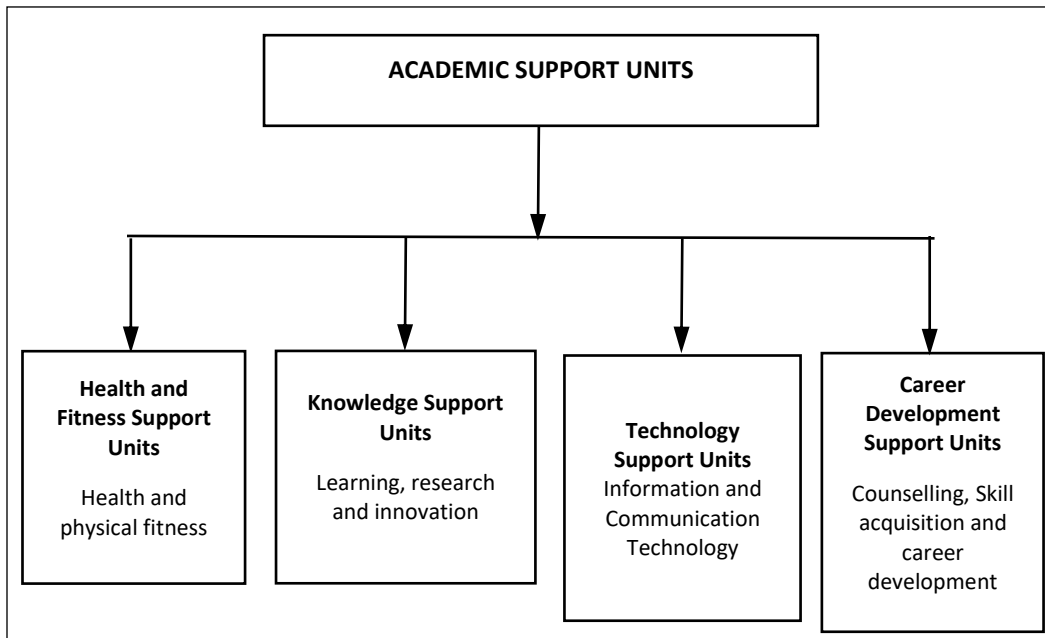 ACADEMIC SUPPORT UNITS
Health and
Fitness Support
Units
Health and
physical fitness
Knowledge Support
Units
Learning, research
and innovation
Technology
Support Units
Information and
Communication
Technology
Career
Development
Support Units
Counselling, Skill
acquisition and
career
development